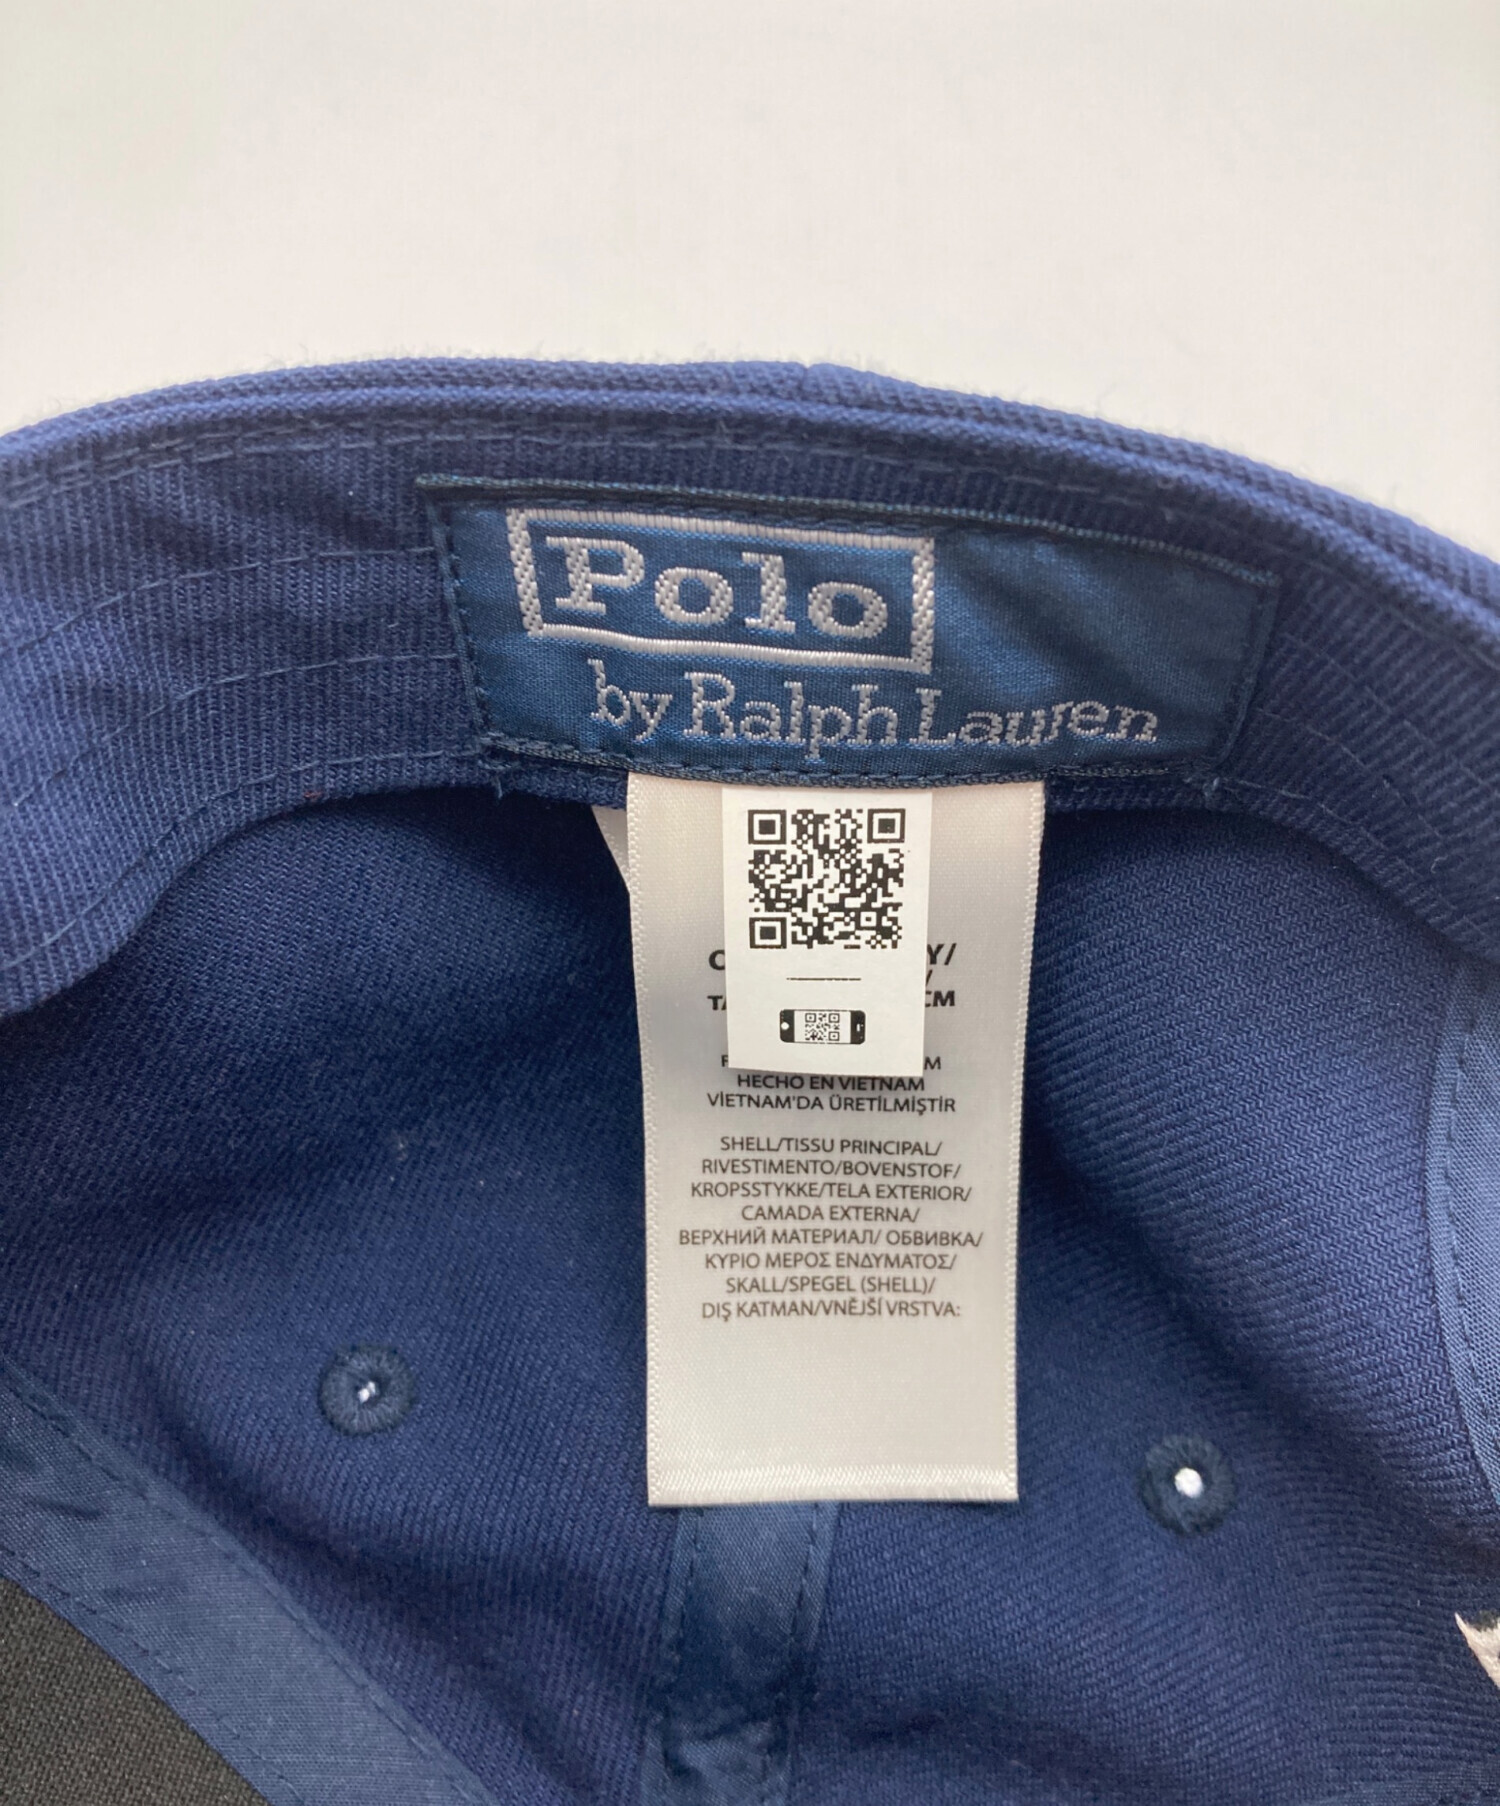 Polo
by Ralph Lauren
HECHO EN VIETNAM
VİETNAM'DA ÜRETİLMİŞTİR
SHELL/TISSU PRINCIPAL/
RIVESTIMENTO/BOVENSTOF/
KROPSSTYKKE/TELA EXTERIOR/
CAMADA EXTERNA/
ВЕРХНИЙ МАТЕРИАЛ/ ОБВИВКА/
ΚΥΡΙΟ ΜΕΡΟΣ ΕΝΔΥΜΑΤΟΣ/
SKALL/SPEGEL (SHELL)/
DIŞ KATMAN/VNĚJŠÍ VRSTVA: